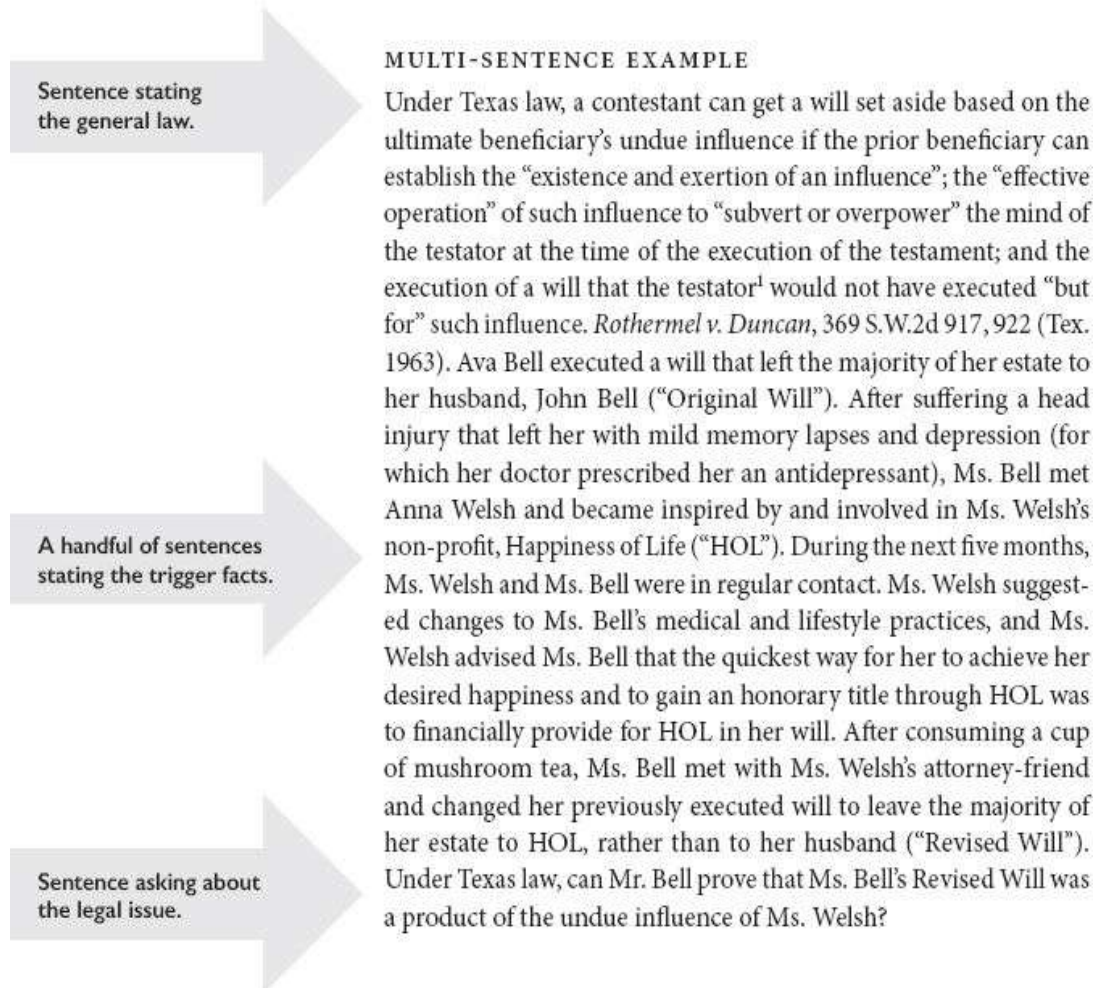 MULTI-SENTENCE EXAMPLE
Sentence stating
the general law.
Under Texas law, a contestant can get a will set aside based on the
ultimate beneficiary’s undue influence if the prior beneficiary can
establish the “existence and exertion of an influence”; the “effective
operation” of such influence to “subvert or overpower” the mind of
the testator at the time of the execution of the testament; and the
execution of a will that the testator¹ would not have executed “but
for” such influence. Rothermel v. Duncan, 369 S.W.2d 917, 922 (Tex.
1963). Ava Bell executed a will that left the majority of her estate to
her husband, John Bell (“Original Will”). After suffering a head
injury that left her with mild memory lapses and depression (for
which her doctor prescribed her an antidepressant), Ms. Bell met
Anna Welsh and became inspired by and involved in Ms. Welsh’s
A handful of sentences
stating the trigger facts.
non-profit, Happiness of Life (“HOL”). During the next five months,
Ms. Welsh and Ms. Bell were in regular contact. Ms. Welsh suggest-
ed changes to Ms. Bell’s medical and lifestyle practices, and Ms.
Welsh advised Ms. Bell that the quickest way for her to achieve her
desired happiness and to gain an honorary title through HOL was
to financially provide for HOL in her will. After consuming a cup
of mushroom tea, Ms. Bell met with Ms. Welsh’s attorney-friend
and changed her previously executed will to leave the majority of
her estate to HOL, rather than to her husband (“Revised Will”).
Sentence asking about
the legal issue.
Under Texas law, can Mr. Bell prove that Ms. Bell’s Revised Will was
a product of the undue influence of Ms. Welsh?